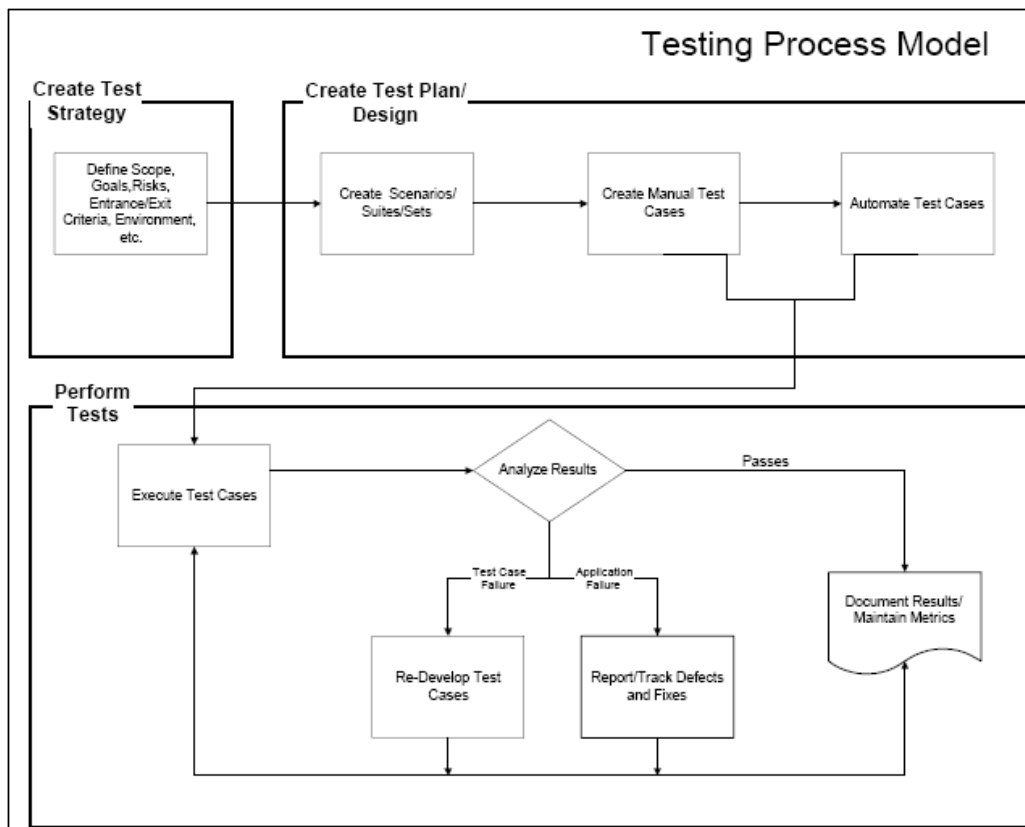 Testing Process Model
Create Test
Strategy
Create Test Plan/
Design
Define Scope,
Goals,Risks,
Entrance/Exit
Criteria, Environment,
etc.
Create Scenarios/
Suites/Sets
Create Manual Test
Cases
Automate Test Cases
Perform
Tests
Execute Test Cases
Analyze Results
Passes
Test Case
Failure
Application
Failure
Document Results/
Maintain Metrics
Re-Develop Test
Cases
Report/Track Defects
and Fixes